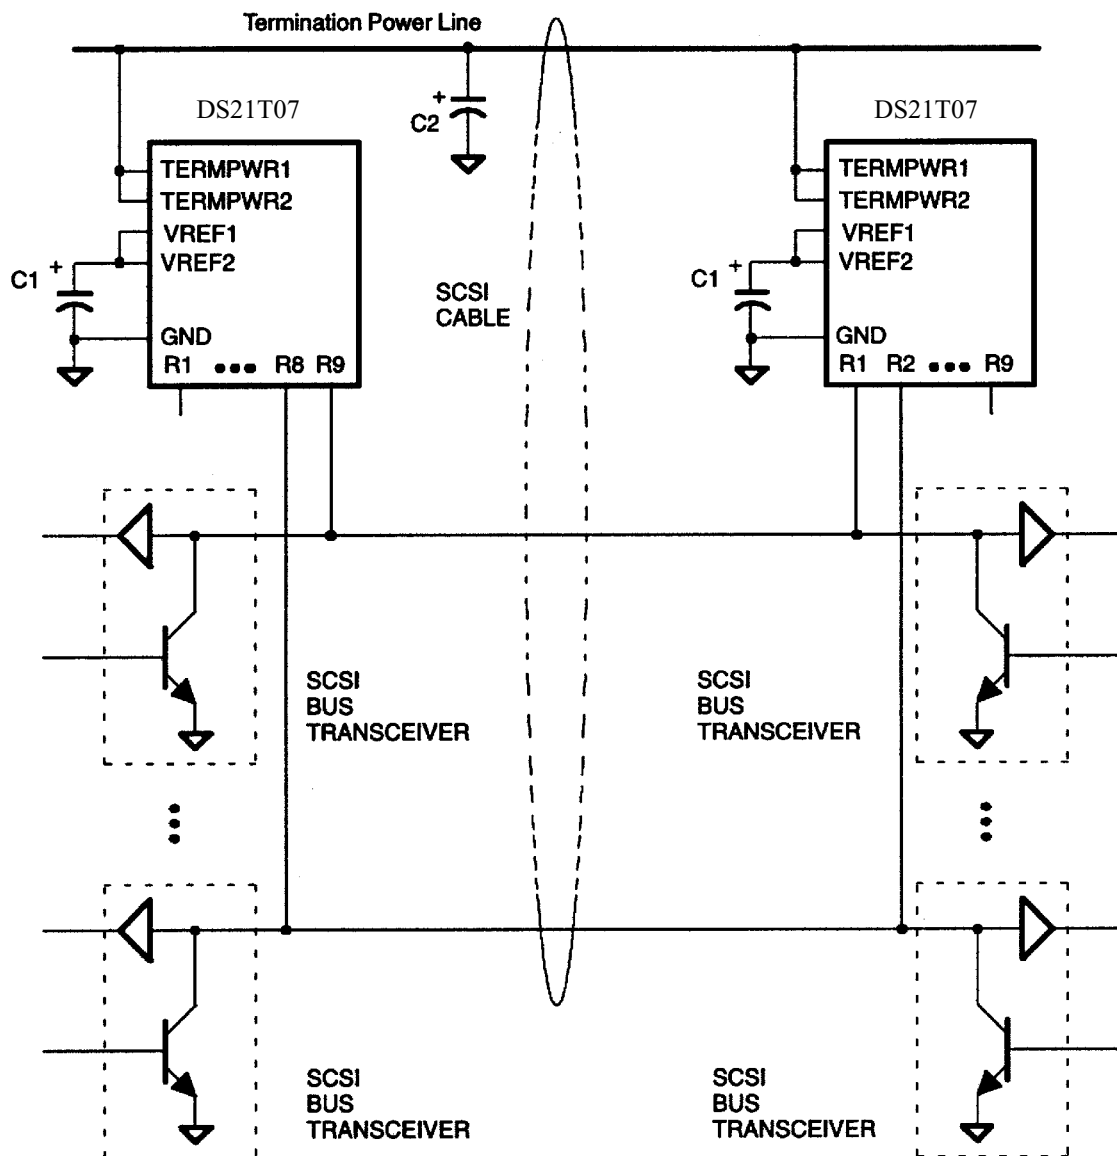 Termination Power Line
DS21T07
TERMPWR1
TERMPWR2
VREF1
VREF2
GND
R1 ●●● R8 R9
C1 +
+
C2
DS21T07
TERMPWR1
TERMPWR2
VREF1
VREF2
GND
R1 R2 ●●● R9
C1 +
SCSI
CABLE
SCSI
BUS
TRANSCEIVER
SCSI
BUS
TRANSCEIVER
SCSI
BUS
TRANSCEIVER
SCSI
BUS
TRANSCEIVER